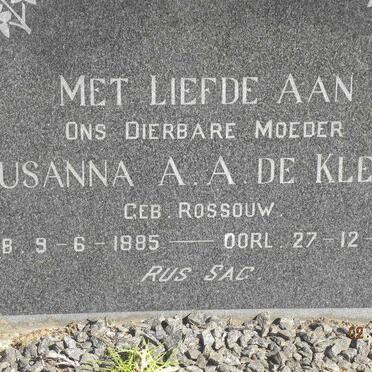 MET LIEFDE AAN
ONS DIERBARE MOEDER
USANNA A. A. DE KLE
GEB. ROSSOUW.
B. 9-6-1885 — OORL. 27-12-
RUS SAG